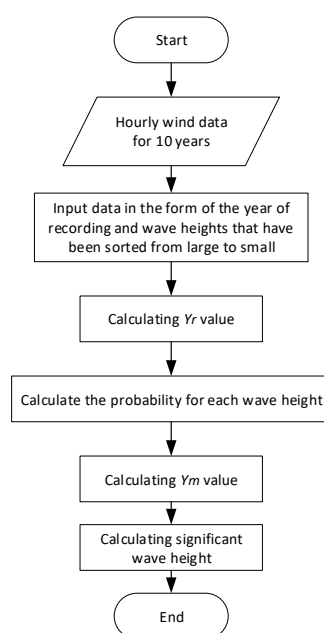 Start
Hourly wind data
for 10 years
Input data in the form of the year of
recording and wave heights that have
been sorted from large to small
Calculating Yr value
Calculate the probability for each wave height
Calculating Ym value
Calculating significant
wave height
End